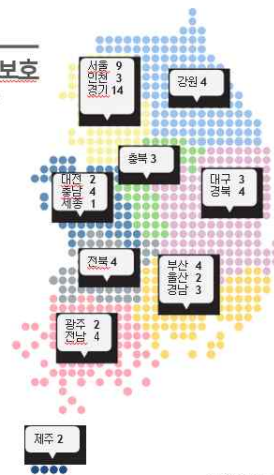 보호
서울 9
인천 3
경기 14
강원 4
충북 3
대전 2
충남 4
세종 1
대구 3
경북 4
전북 4
부산 4
울산 2
경남 3
광주 2
전남 4
제주 2